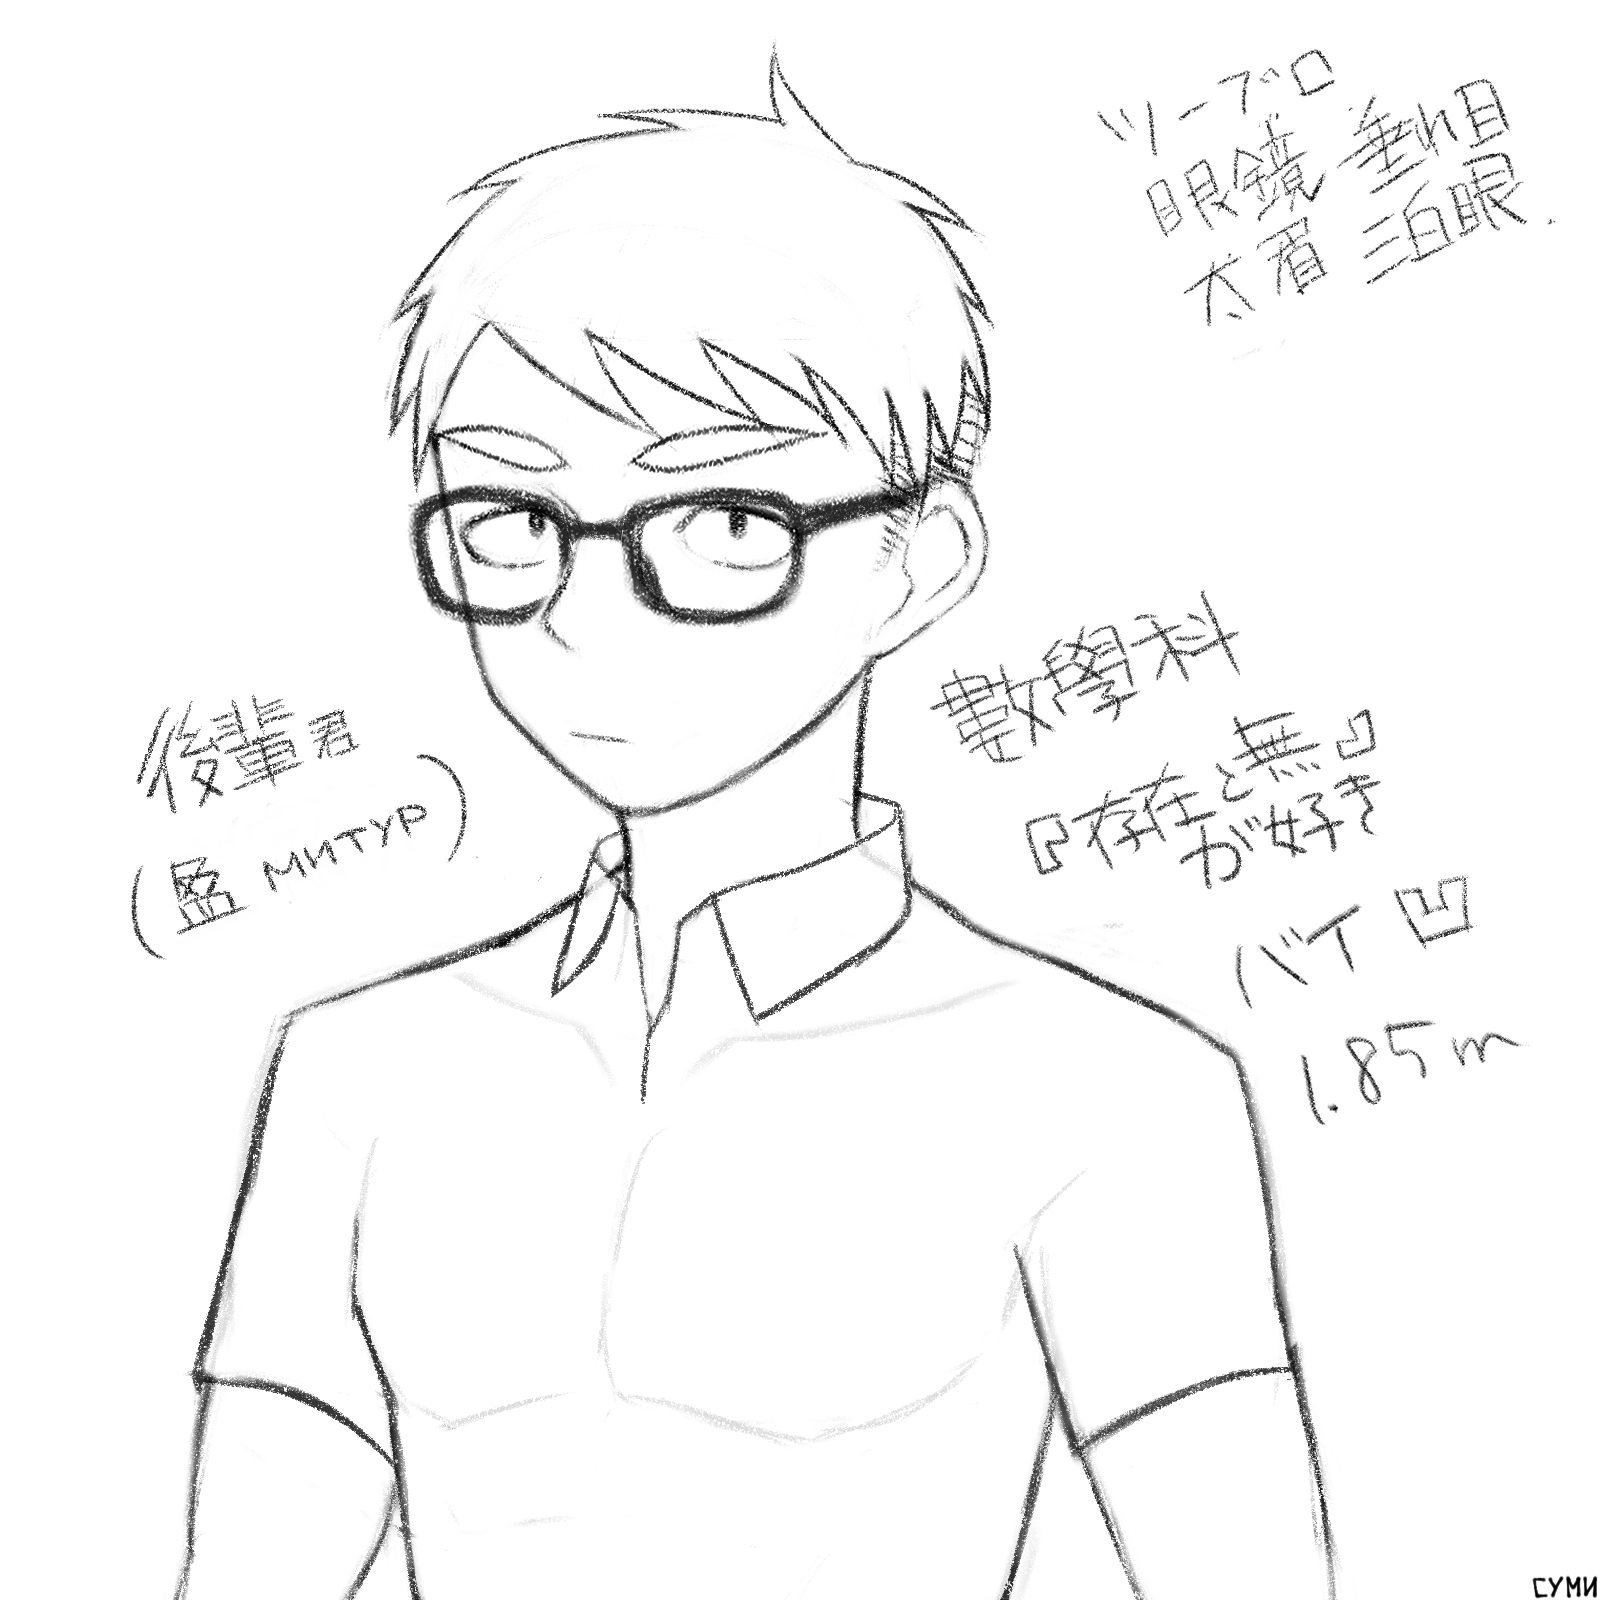 ツーブロ
眼鏡 垂れ目
太眉 三白眼.
後輩君
(盈 митур)
數學科
『存在と無』
が好き
バイ 凹
1.85m
СУМИ